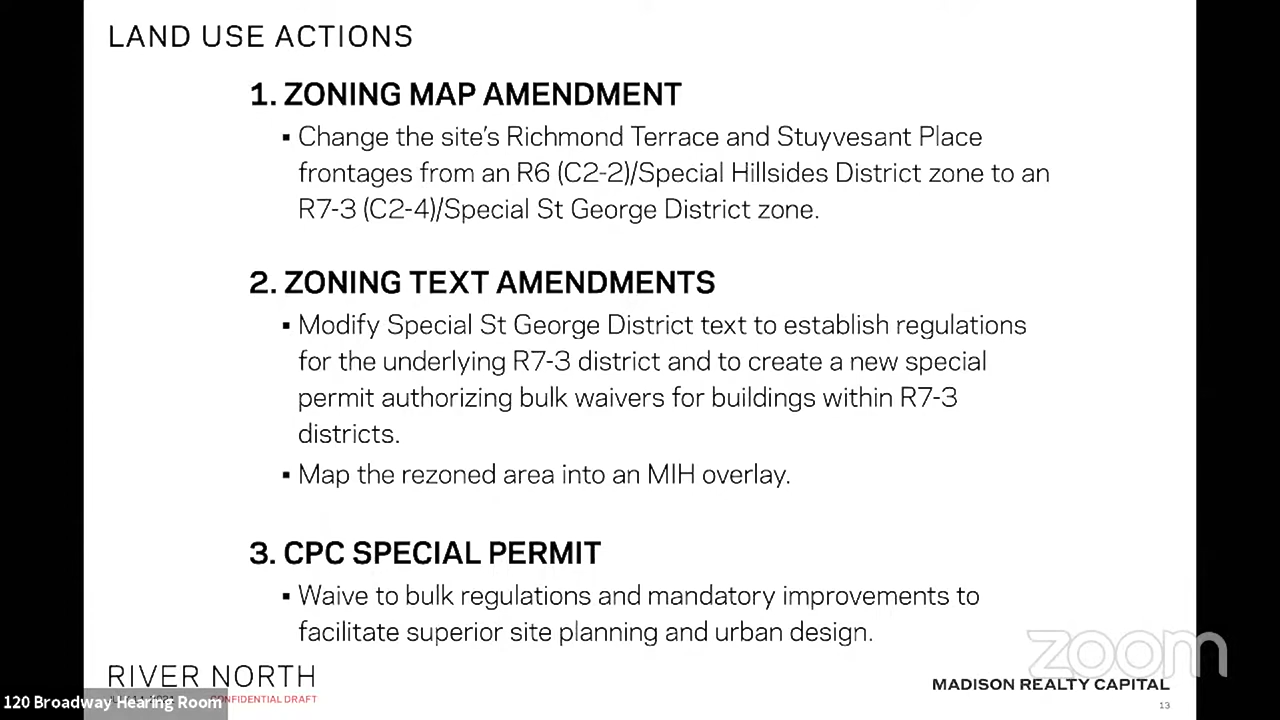 LAND USE ACTIONS
1. ZONING MAP AMENDMENT
▪ Change the site's Richmond Terrace and Stuyvesant Place
frontages from an R6 (C2-2)/Special Hillsides District zone to an
R7-3 (C2-4)/Special St George District zone.
2. ZONING TEXT AMENDMENTS
▪ Modify Special St George District text to establish regulations
for the underlying R7-3 district and to create a new special
permit authorizing bulk waivers for buildings within R7-3
districts.
▪ Map the rezoned area into an MIH overlay.
3. CPC SPECIAL PERMIT
▪ Waive to bulk regulations and mandatory improvements to
facilitate superior site planning and urban design.
zoom
RIVER NORTH
CONFIDENTIAL DRAFT
120 Broadway Hearing Room
MADISON REALTY CAPITAL
13